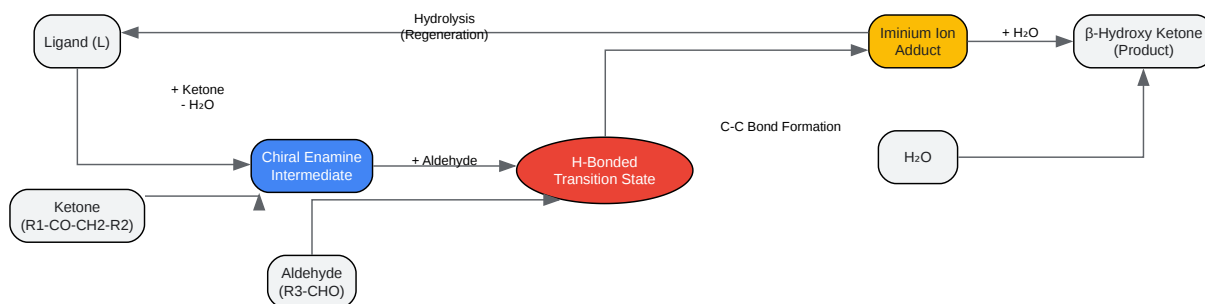 Hydrolysis
(Regeneration)
Ligand (L)
Iminium Ion
Adduct
+ H₂O
β-Hydroxy Ketone
(Product)
+ Ketone
- H₂O
C-C Bond Formation
Chiral Enamine
Intermediate
+ Aldehyde
H-Bonded
Transition State
H₂O
Ketone
(R1-CO-CH2-R2)
Aldehyde
(R3-CHO)